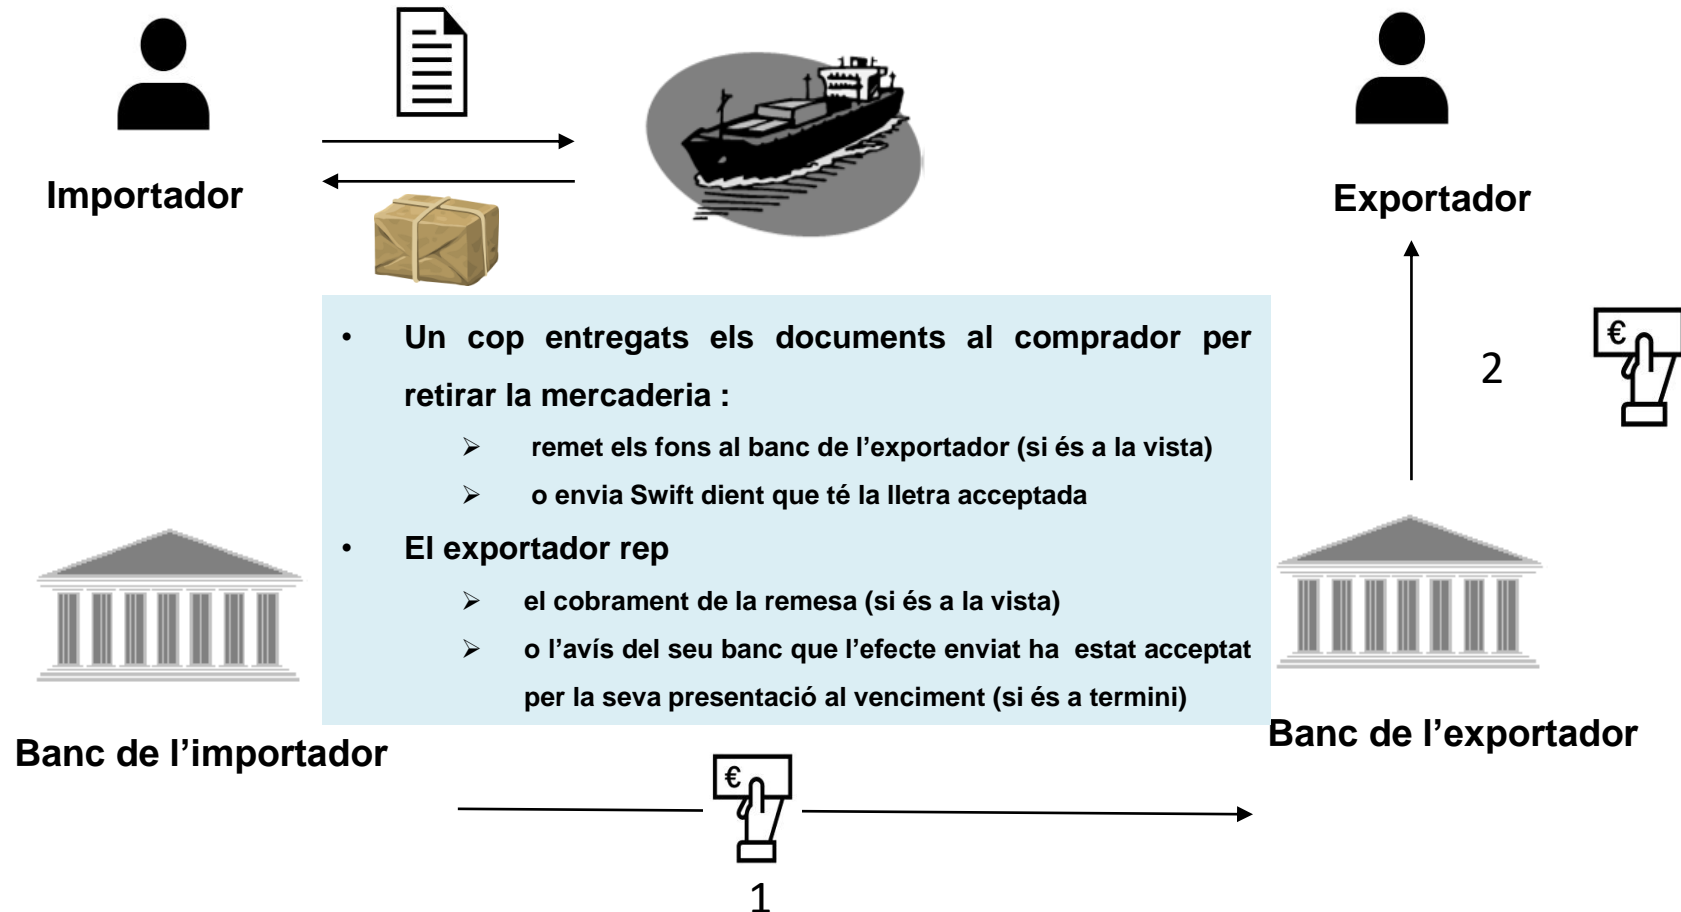 Importador
Exportador
• Un cop entregats els documents al comprador per
retirar la mercaderia :
➢ remet els fons al banc de l’exportador (si és a la vista)
➢ o envia Swift dient que té la lletra acceptada
• El exportador rep
➢ el cobrament de la remesa (si és a la vista)
➢ o l’avís del seu banc que l’efecte enviat ha estat acceptat
per la seva presentació al venciment (si és a termini)
€
2
Banc de l’importador
Banc de l’exportador
€
1